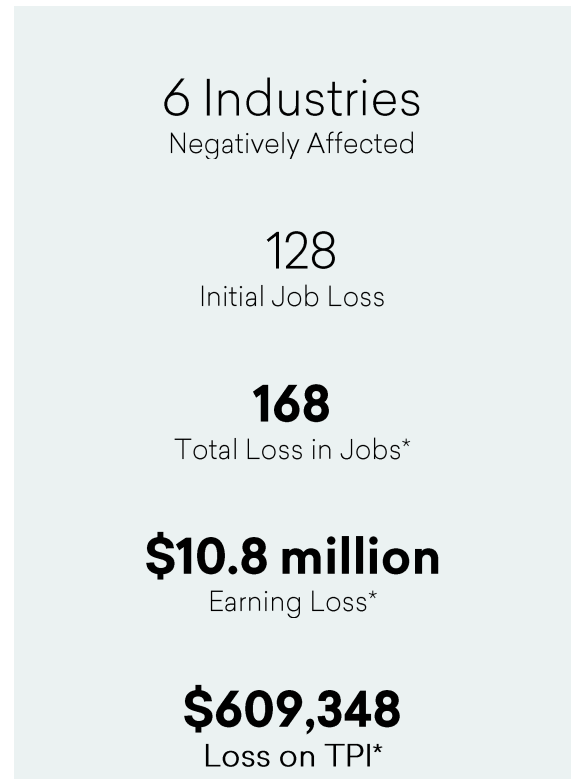 6 Industries
Negatively Affected
128
Initial Job Loss
168
Total Loss in Jobs*
$10.8 million
Earning Loss*
$609,348
Loss on TPI*